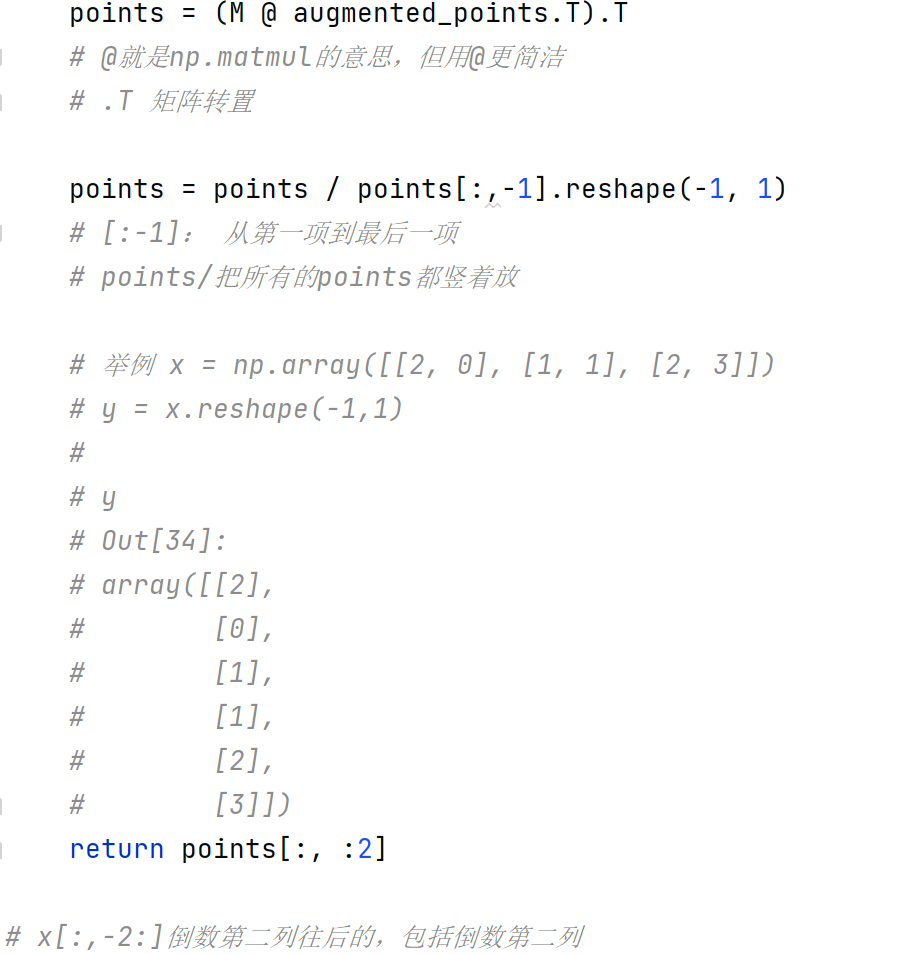 points = (M @ augmented_points.T).T
# @就是np.matmul的意思，但用@更简洁
# .T 矩阵转置
points = points / points[:,-1].reshape(-1, 1)
# [:-1]： 从第一项到最后一项
# points/把所有的points都竖着放
# 举例 x = np.array([[2, 0], [1, 1], [2, 3]])
# y = x.reshape(-1,1)
#
# y
# Out[34]:
# array([[2],
#        [0],
#        [1],
#        [1],
#        [2],
#        [3]])
return points[:, :2]
# x[:,-2:]倒数第二列往后的，包括倒数第二列